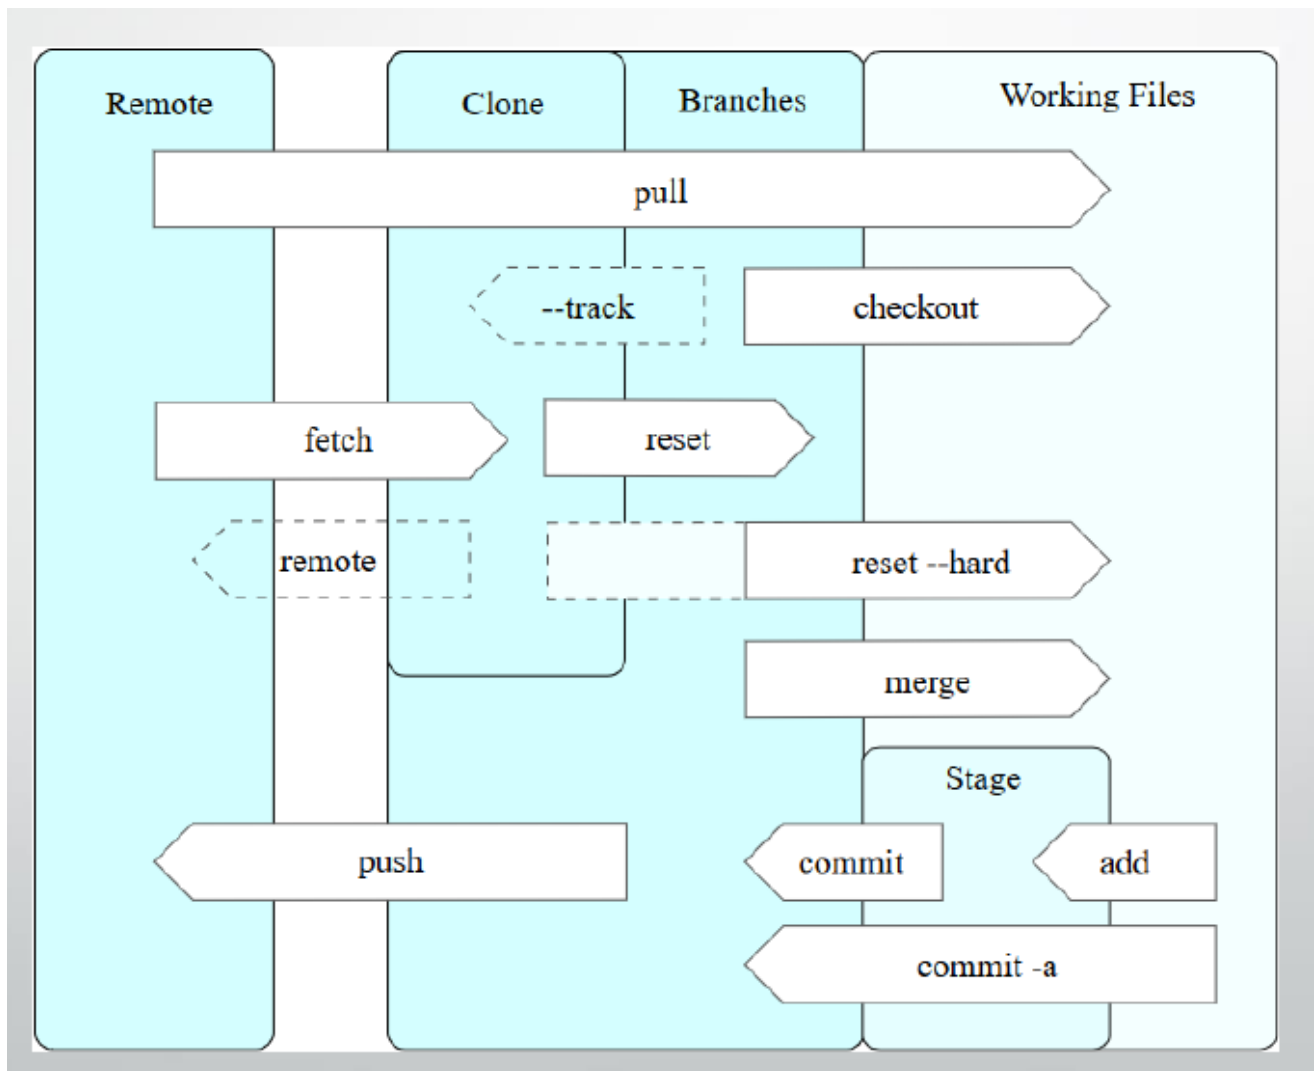 Remote
Clone
Branches
Working Files
pull
--track
checkout
fetch
reset
remote
reset --hard
merge
Stage
push
commit
add
commit -a